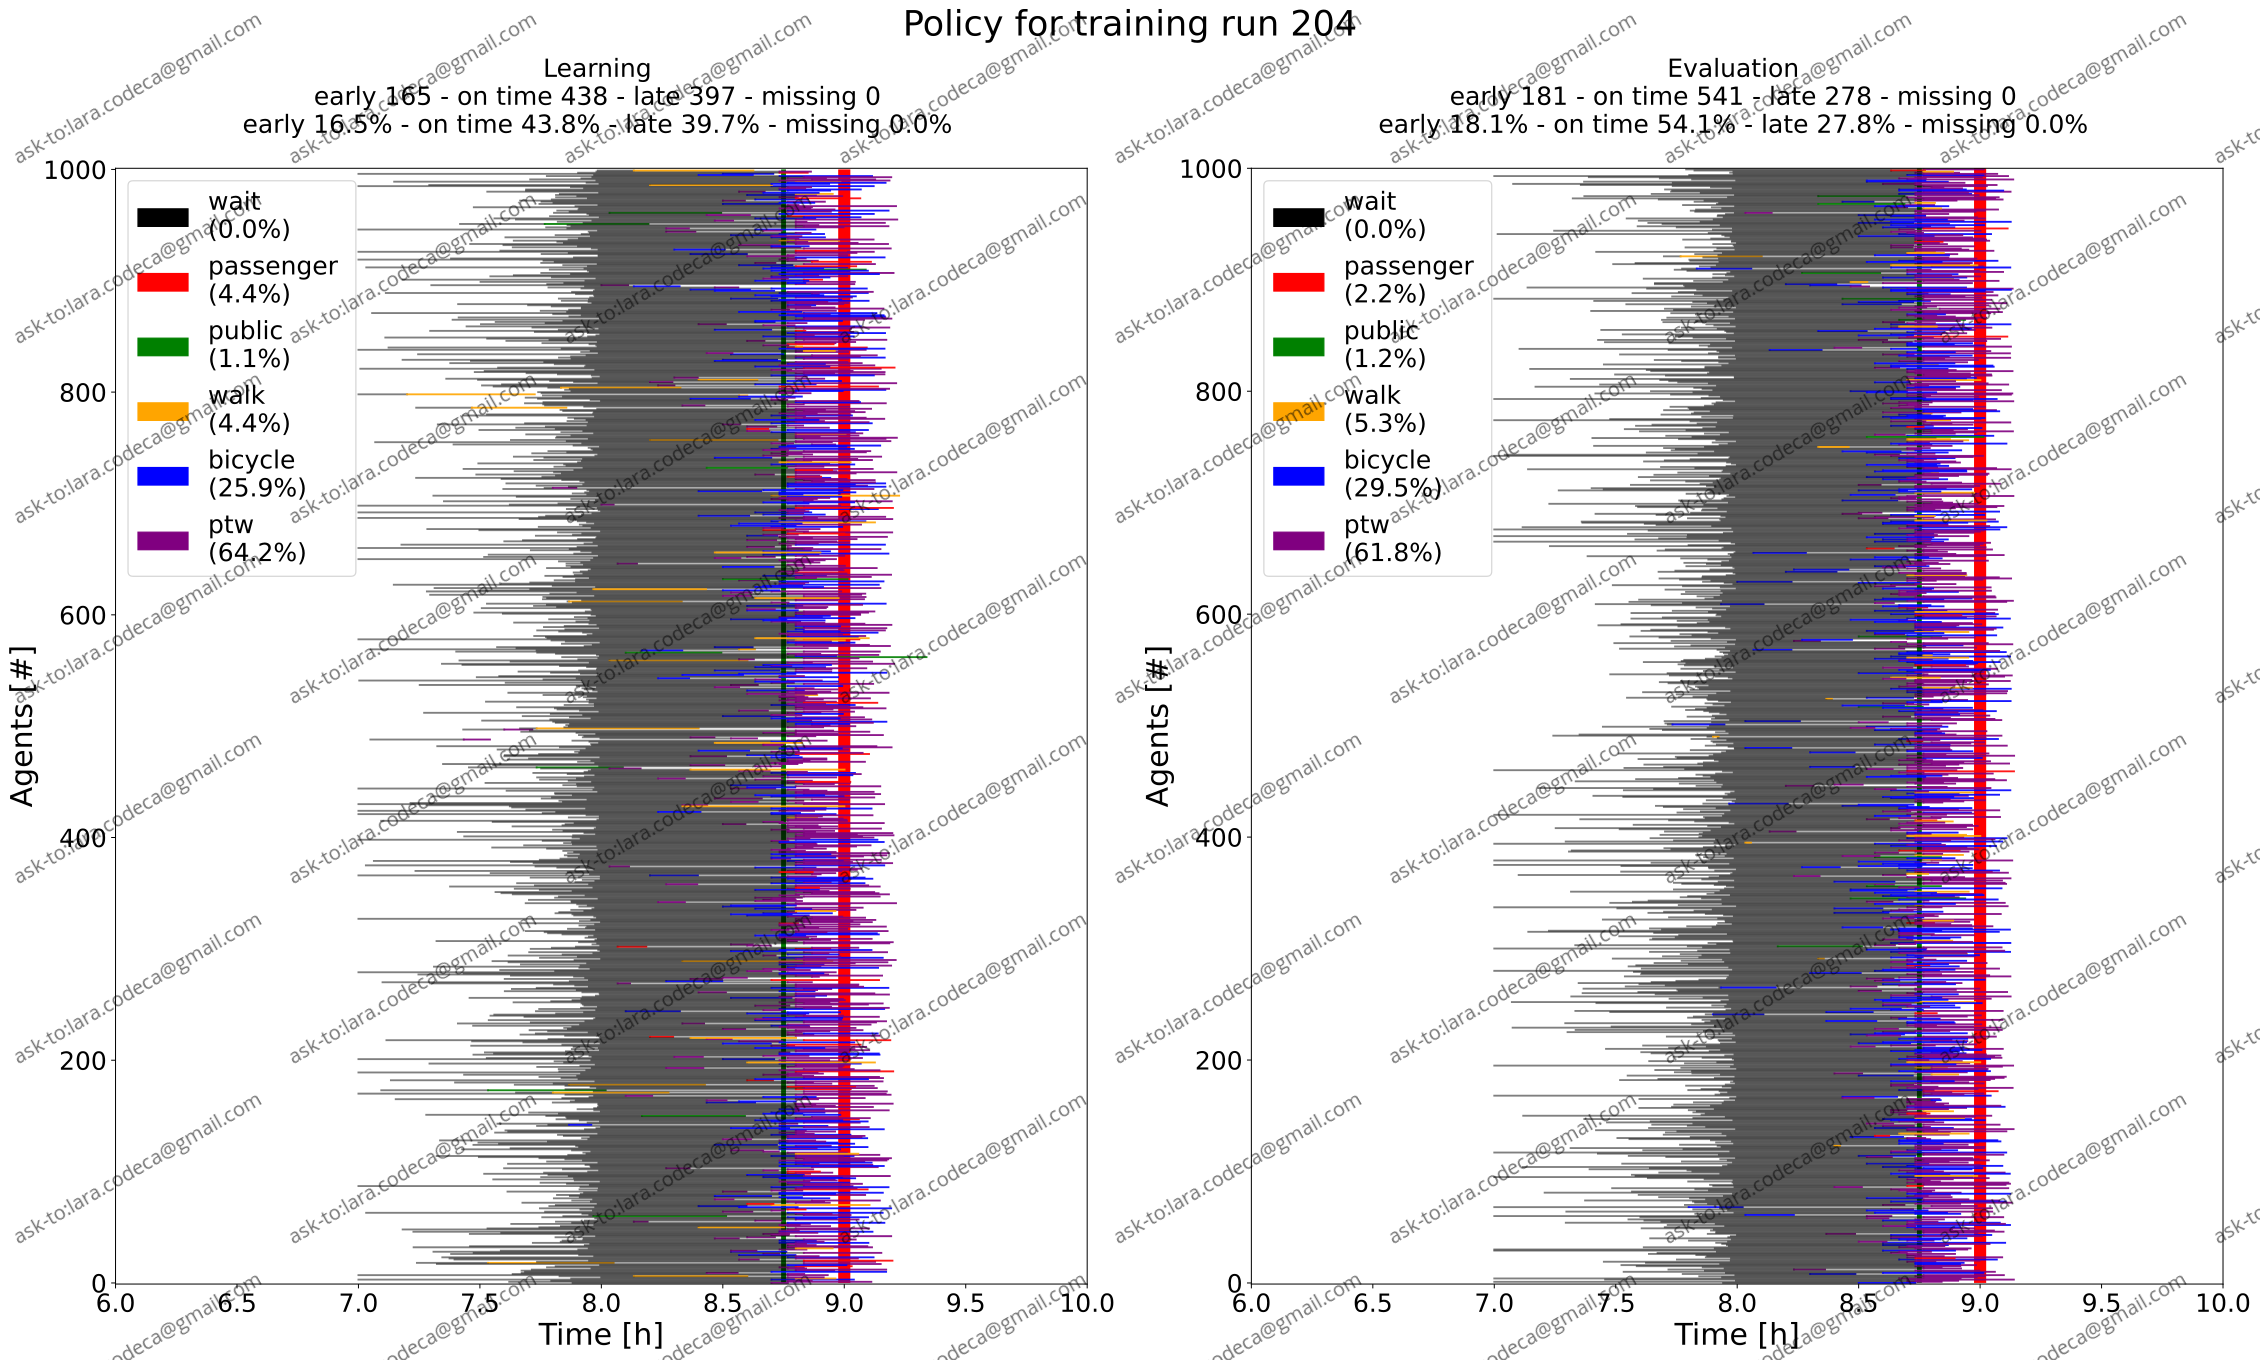 Policy for training run 204
Learning
early 165 - on time 438 - late 397 - missing 0
early 16.5% - on time 43.8% - late 39.7% - missing 0.0%
Evaluation
early 181 - on time 541 - late 278 - missing 0
early 18.1% - on time 54.1% - late 27.8% - missing 0.0%
Agents [#]
1000
800
600
400
200
0
wait
(0.0%)
passenger
(4.4%)
public
(1.1%)
walk
(4.4%)
bicycle
(25.9%)
ptw
(64.2%)
6.0 6.5 7.0 7.5 8.0 8.5 9.0 9.5 10.0
Time [h]
Agents [#]
1000
800
600
400
200
0
wait
(0.0%)
passenger
(2.2%)
public
(1.2%)
walk
(5.3%)
bicycle
(29.5%)
ptw
(61.8%)
6.0 6.5 7.0 7.5 8.0 8.5 9.0 9.5 10.0
Time [h]
ask-to:lara.codeca@gmail.com